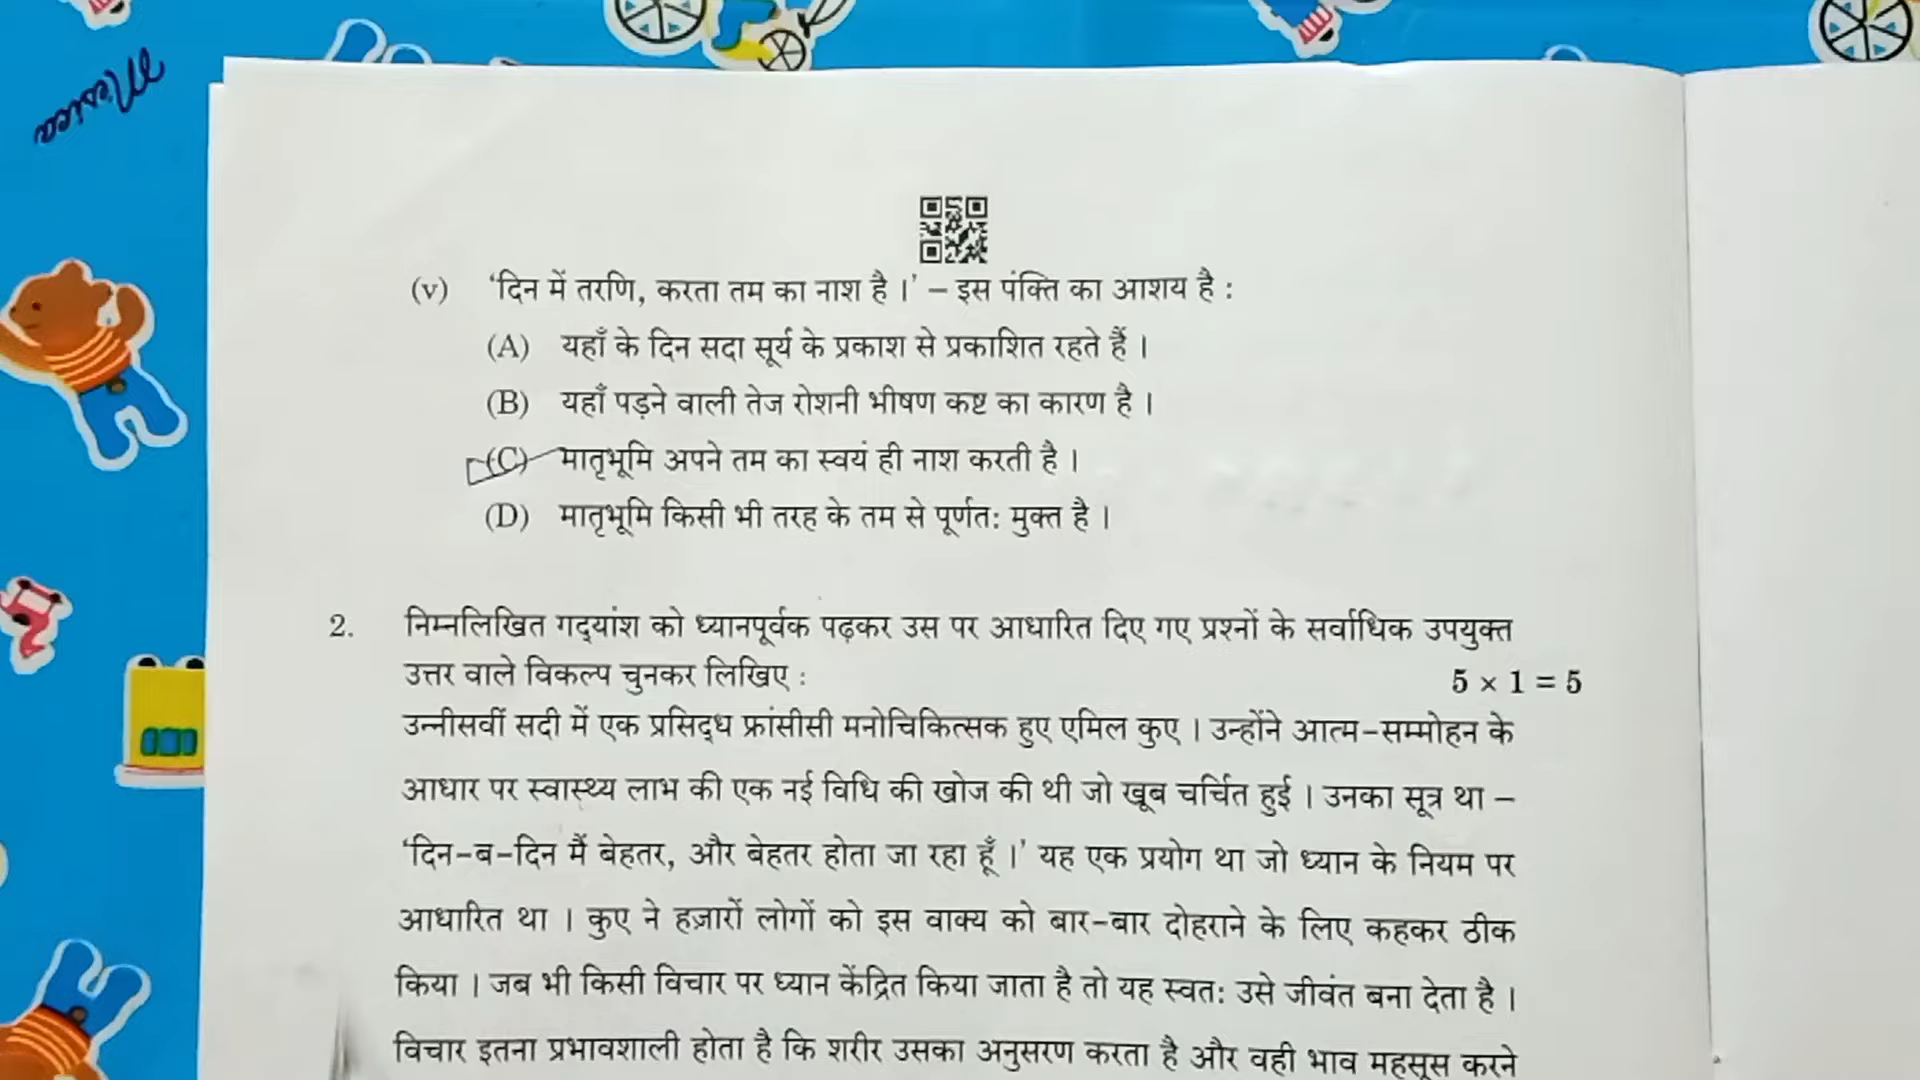 Mesica
(v) 'दिन में तरणि, करता तम का नाश है ।' – इस पंक्ति का आशय है :
(A) यहाँ के दिन सदा सूर्य के प्रकाश से प्रकाशित रहते हैं ।
(B) यहाँ पड़ने वाली तेज रोशनी भीषण कष्ट का कारण है ।
(C) मातृभूमि अपने तम का स्वयं ही नाश करती है ।
(D) मातृभूमि किसी भी तरह के तम से पूर्णत: मुक्त है ।
2. निम्नलिखित गद्‌यांश को ध्यानपूर्वक पढ़कर उस पर आधारित दिए गए प्रश्नों के सर्वाधिक उपयुक्त
उत्तर वाले विकल्प चुनकर लिखिए : 5 × 1 = 5
उन्नीसवीं सदी में एक प्रसिद्‌ध फ्रांसीसी मनोचिकित्सक हुए एमिल कुए । उन्होंने आत्म-सम्मोहन के
आधार पर स्वास्थ्य लाभ की एक नई विधि की खोज की थी जो खूब चर्चित हुई । उनका सूत्र था –
'दिन-ब-दिन मैं बेहतर, और बेहतर होता जा रहा हूँ ।' यह एक प्रयोग था जो ध्यान के नियम पर
आधारित था । कुए ने हज़ारों लोगों को इस वाक्य को बार-बार दोहराने के लिए कहकर ठीक
किया । जब भी किसी विचार पर ध्यान केंद्रित किया जाता है तो यह स्वत: उसे जीवंत बना देता है ।
विचार इतना प्रभावशाली होता है कि शरीर उसका अनुसरण करता है और वही भाव महसूस करने